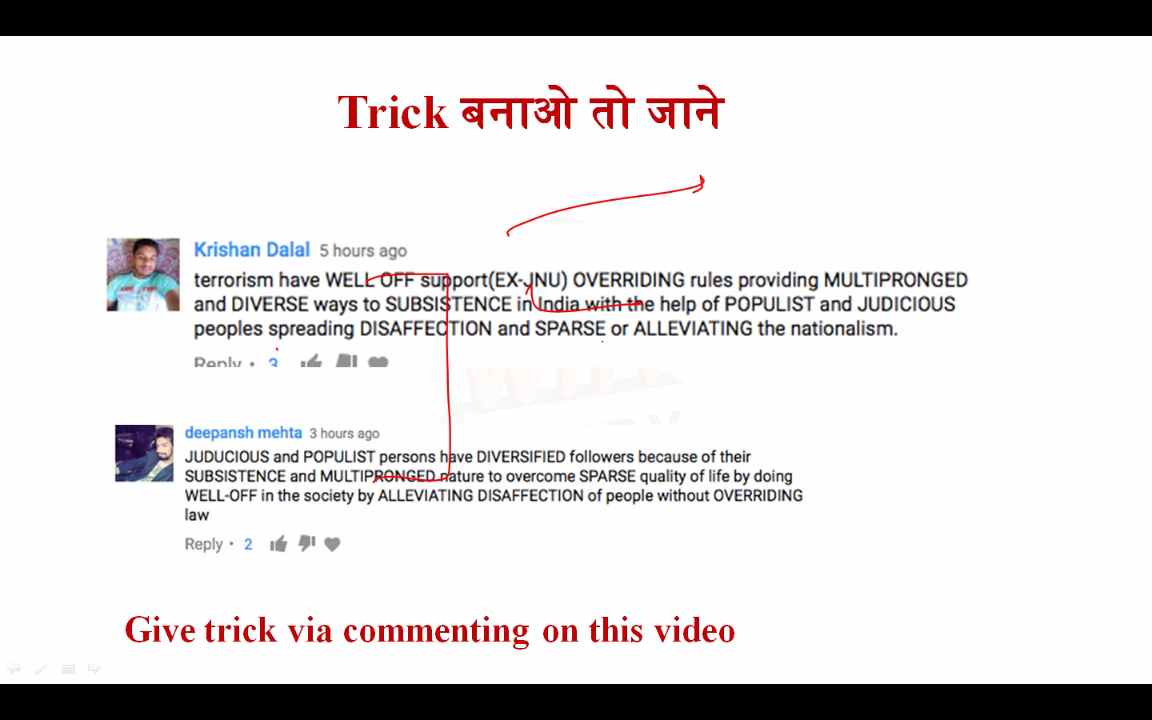 Trick बनाओ तो जाने
Krishan Dalal 5 hours ago
terrorism have WELL OFF support(EX-JNU) OVERRIDING rules providing MULTIPRONGED
and DIVERSE ways to SUBSISTENCE in India with the help of POPULIST and JUDICIOUS
peoples spreading DISAFFECTION and SPARSE or ALLEVIATING the nationalism.
Reply • 3
deepansh mehta 3 hours ago
JUDUCIOUS and POPULIST persons have DIVERSIFIED followers because of their
SUBSISTENCE and MULTIPRONGED nature to overcome SPARSE quality of life by doing
WELL-OFF in the society by ALLEVIATING DISAFFECTION of people without OVERRIDING
law
Reply • 2
Give trick via commenting on this video